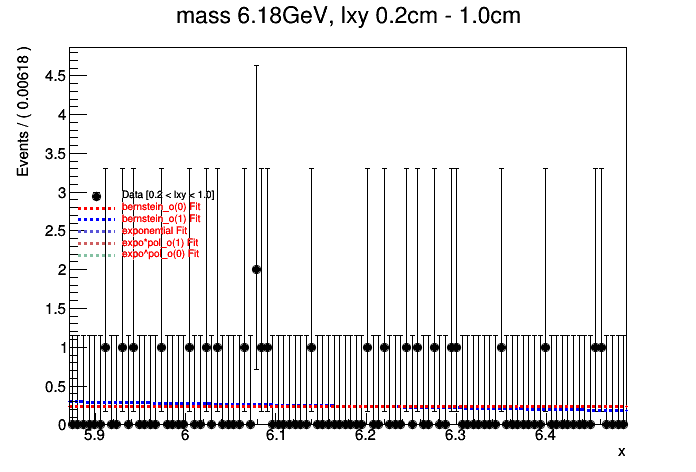 mass 6.18GeV, lxy 0.2cm - 1.0cm
Events / ( 0.00618 )
4.5
4
3.5
3
2.5
2
1.5
1
0.5
0
Data [0.2 < lxy < 1.0]
bernstein_o(0) Fit
bernstein_o(1) Fit
exponential Fit
expo*pol_o(1) Fit
expo^pol_o(0) Fit
5.9 6 6.1 6.2 6.3 6.4
x